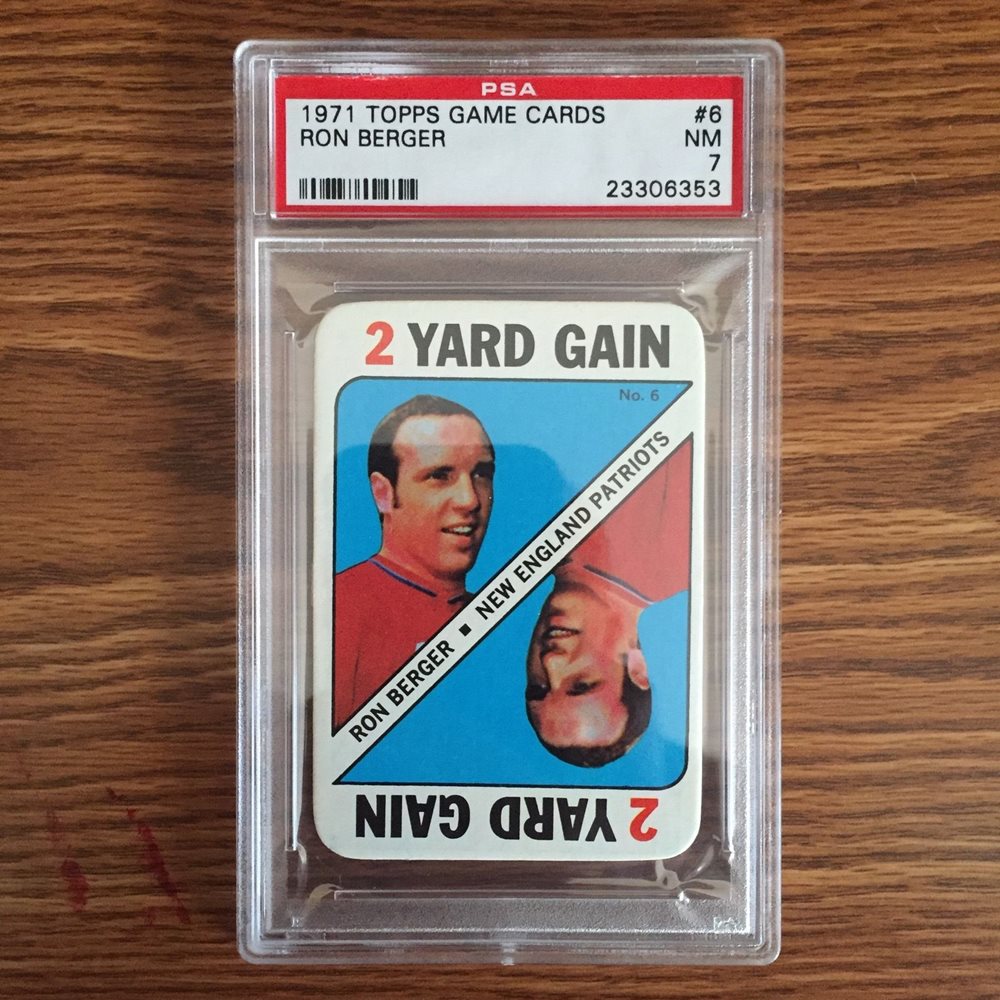 PSA
1971 TOPPS GAME CARDS #6
RON BERGER NM
7
23306353
2 YARD GAIN
No. 6
RON BERGER ▪ NEW ENGLAND PATRIOTS
2 YARD GAIN